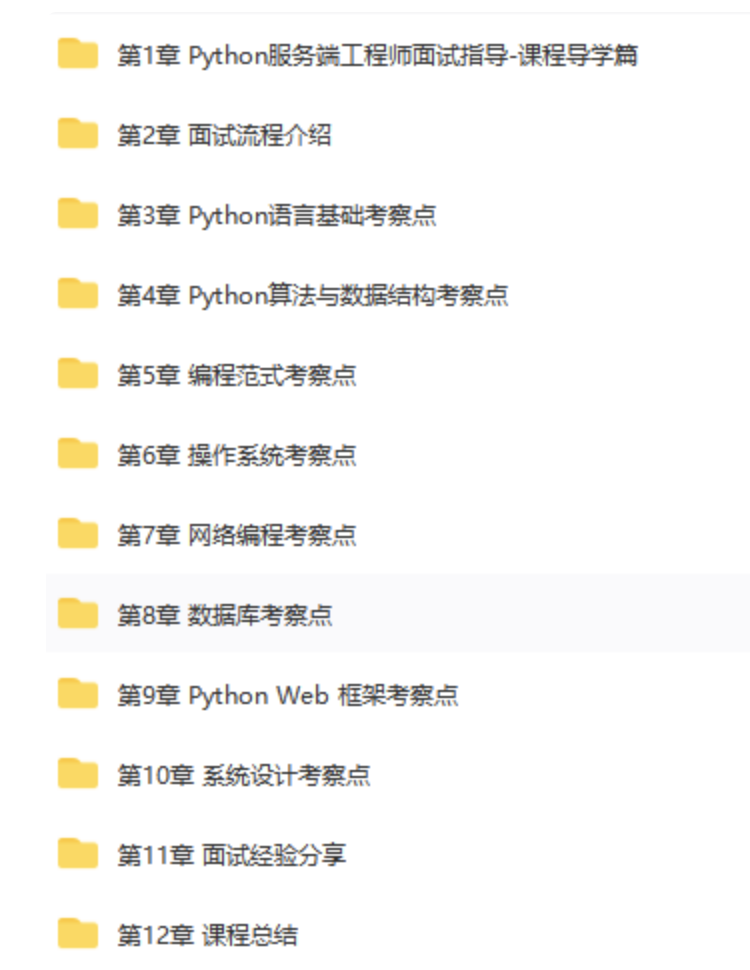 第1章 Python服务端工程师面试指导-课程导学篇
第2章 面试流程介绍
第3章 Python语言基础考察点
第4章 Python算法与数据结构考察点
第5章 编程范式考察点
第6章 操作系统考察点
第7章 网络编程考察点
第8章 数据库考察点
第9章 Python Web 框架考察点
第10章 系统设计考察点
第11章 面试经验分享
第12章 课程总结